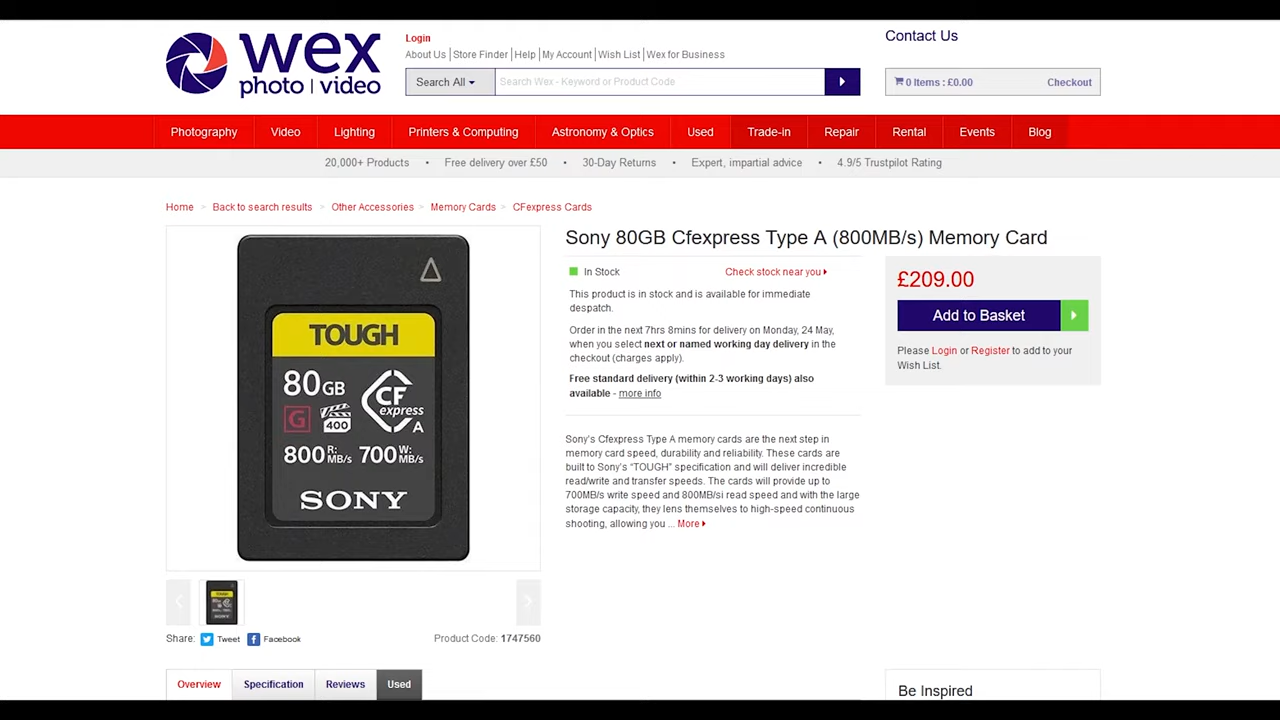 wex
photo | video
Login
About Us | Store Finder | Help | My Account | Wish List | Wex for Business
Search All
Search Wex - Keyword or Product Code
Contact Us
0 Items : £0.00
Checkout
Photography
Video
Lighting
Printers & Computing
Astronomy & Optics
Used
Trade-in
Repair
Rental
Events
Blog
20,000+ Products • Free delivery over £50 • 30-Day Returns • Expert, impartial advice • 4.9/5 Trustpilot Rating
Home > Back to search results > Other Accessories > Memory Cards > CFexpress Cards
TOUGH
80GB
CF
express
A
G
400
800 R: MB/s 700 W: MB/s
SONY
Share:
Tweet
Facebook
Product Code: 1747560
Sony 80GB Cfexpress Type A (800MB/s) Memory Card
In Stock
Check stock near you
This product is in stock and is available for immediate
despatch.
Order in the next 7hrs 8mins for delivery on Monday, 24 May,
when you select next or named working day delivery in the
checkout (charges apply).
Free standard delivery (within 2-3 working days) also
available - more info
Sony's Cfexpress Type A memory cards are the next step in
memory card speed, durability and reliability. These cards are
built to Sony's “TOUGH” specification and will deliver incredible
read/write and transfer speeds. The cards will provide up to
700MB/s write speed and 800MB/si read speed and with the large
storage capacity, they lens themselves to high-speed continuous
shooting, allowing you ... More
£209.00
Add to Basket
Please Login or Register to add to your
Wish List.
Overview
Specification
Reviews
Used
Be Inspired